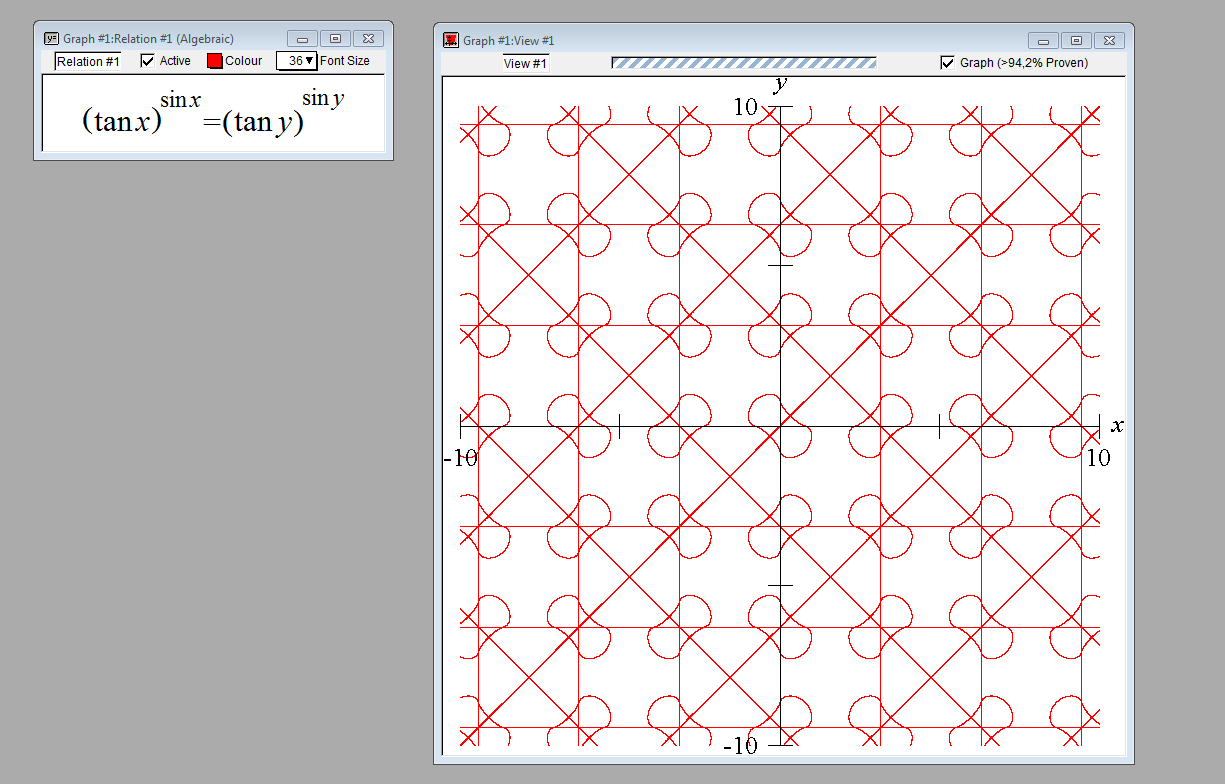 Graph #1:Relation #1 (Algebraic)
Relation #1 Active Colour 36 Font Size
(tan x)^sin x = (tan y)^sin y
Graph #1:View #1
View #1 Graph (>94,2% Proven)
y
10
x
-10 10
-10